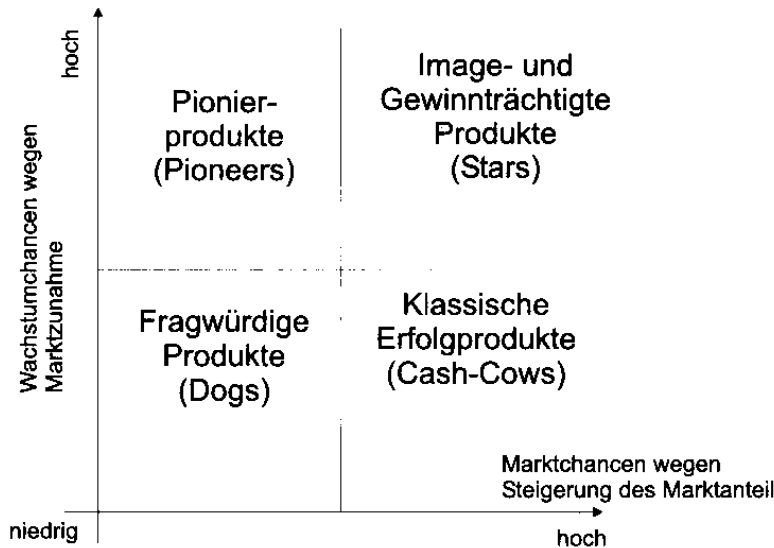 hoch
Wachstumchancen wegen
Marktzunahme
Pionier-
produkte
(Pioneers)
Image- und
Gewinnträchtigte
Produkte
(Stars)
Fragwürdige
Produkte
(Dogs)
Klassische
Erfolgprodukte
(Cash-Cows)
Marktchancen wegen
Steigerung des Marktanteil
niedrig
hoch